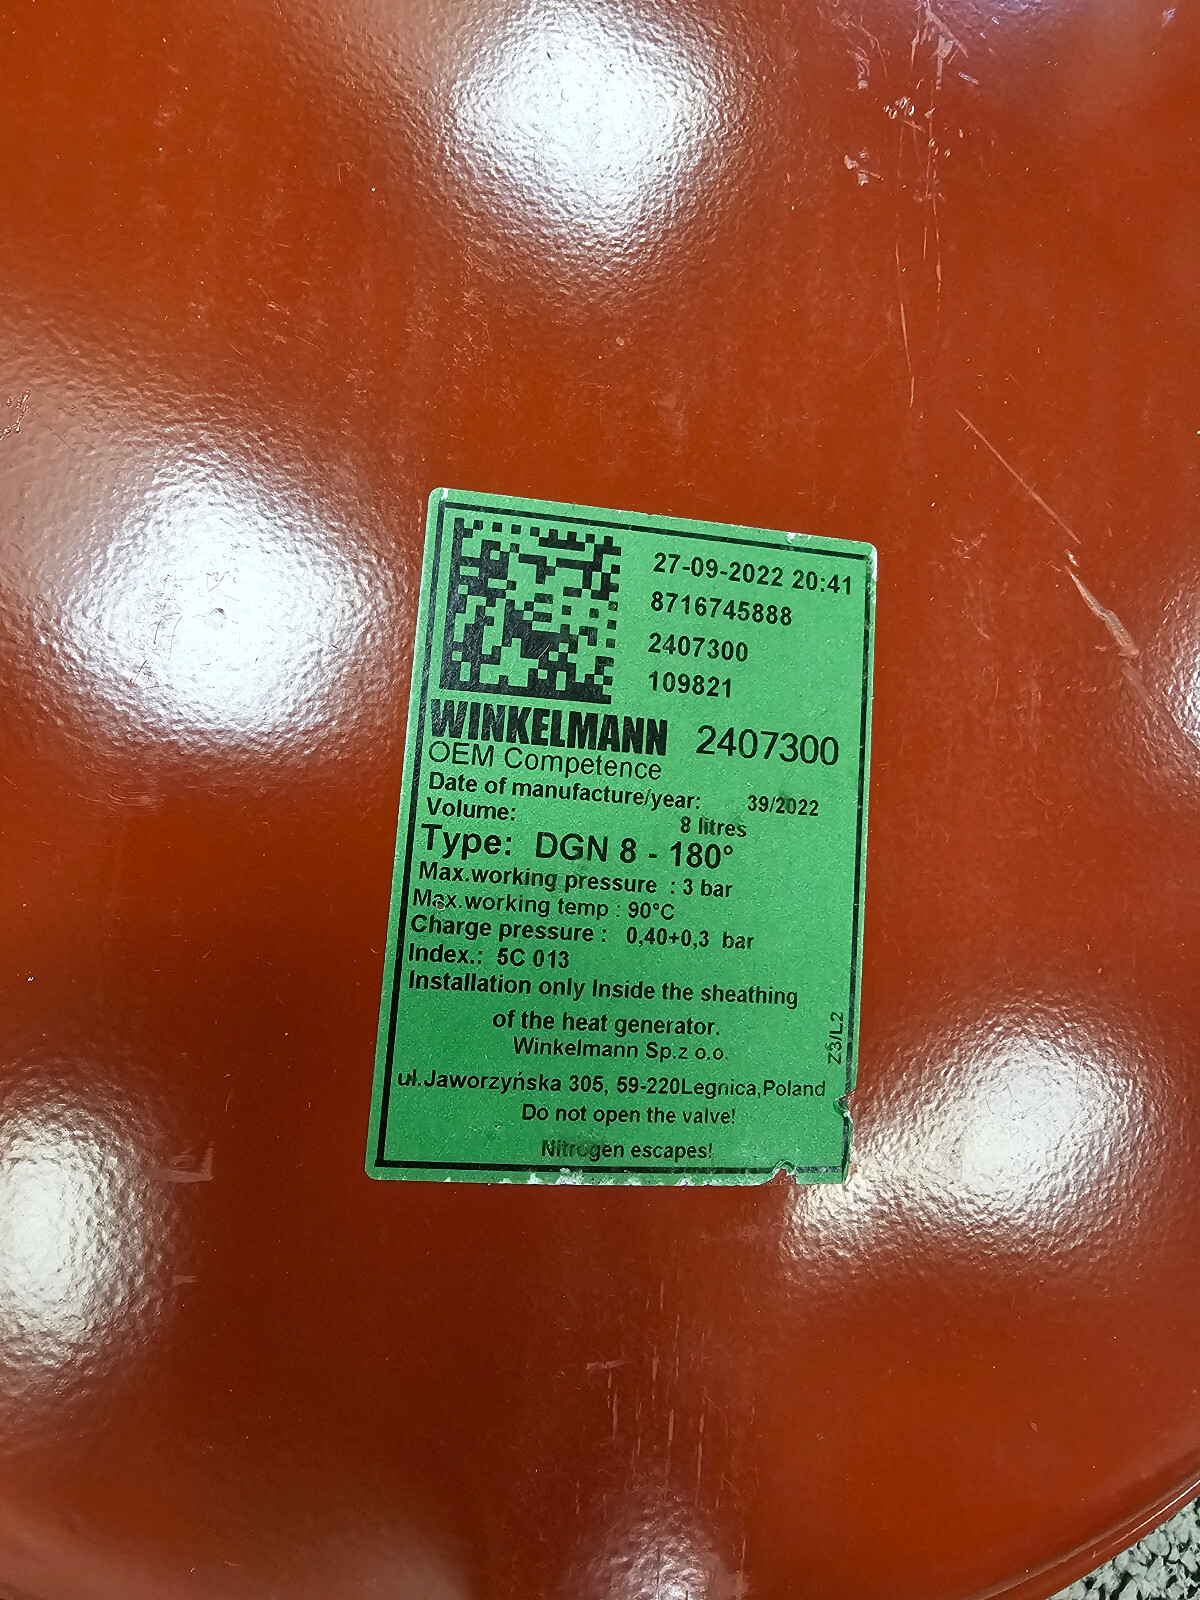 27-09-2022 20:41
8716745888
2407300
109821
WINKELMANN 2407300
OEM Competence
Date of manufacture/year: 39/2022
Volume: 8 litres
Type: DGN 8 - 180°
Max.working pressure : 3 bar
Max.working temp : 90°C
Charge pressure : 0,40+0,3 bar
Index.: 5C 013
Installation only Inside the sheathing
of the heat generator.
Winkelmann Sp.z o.o.
Z3/L2
ul.Jaworzyńska 305, 59-220Legnica,Poland
Do not open the valve!
Nitrogen escapes!